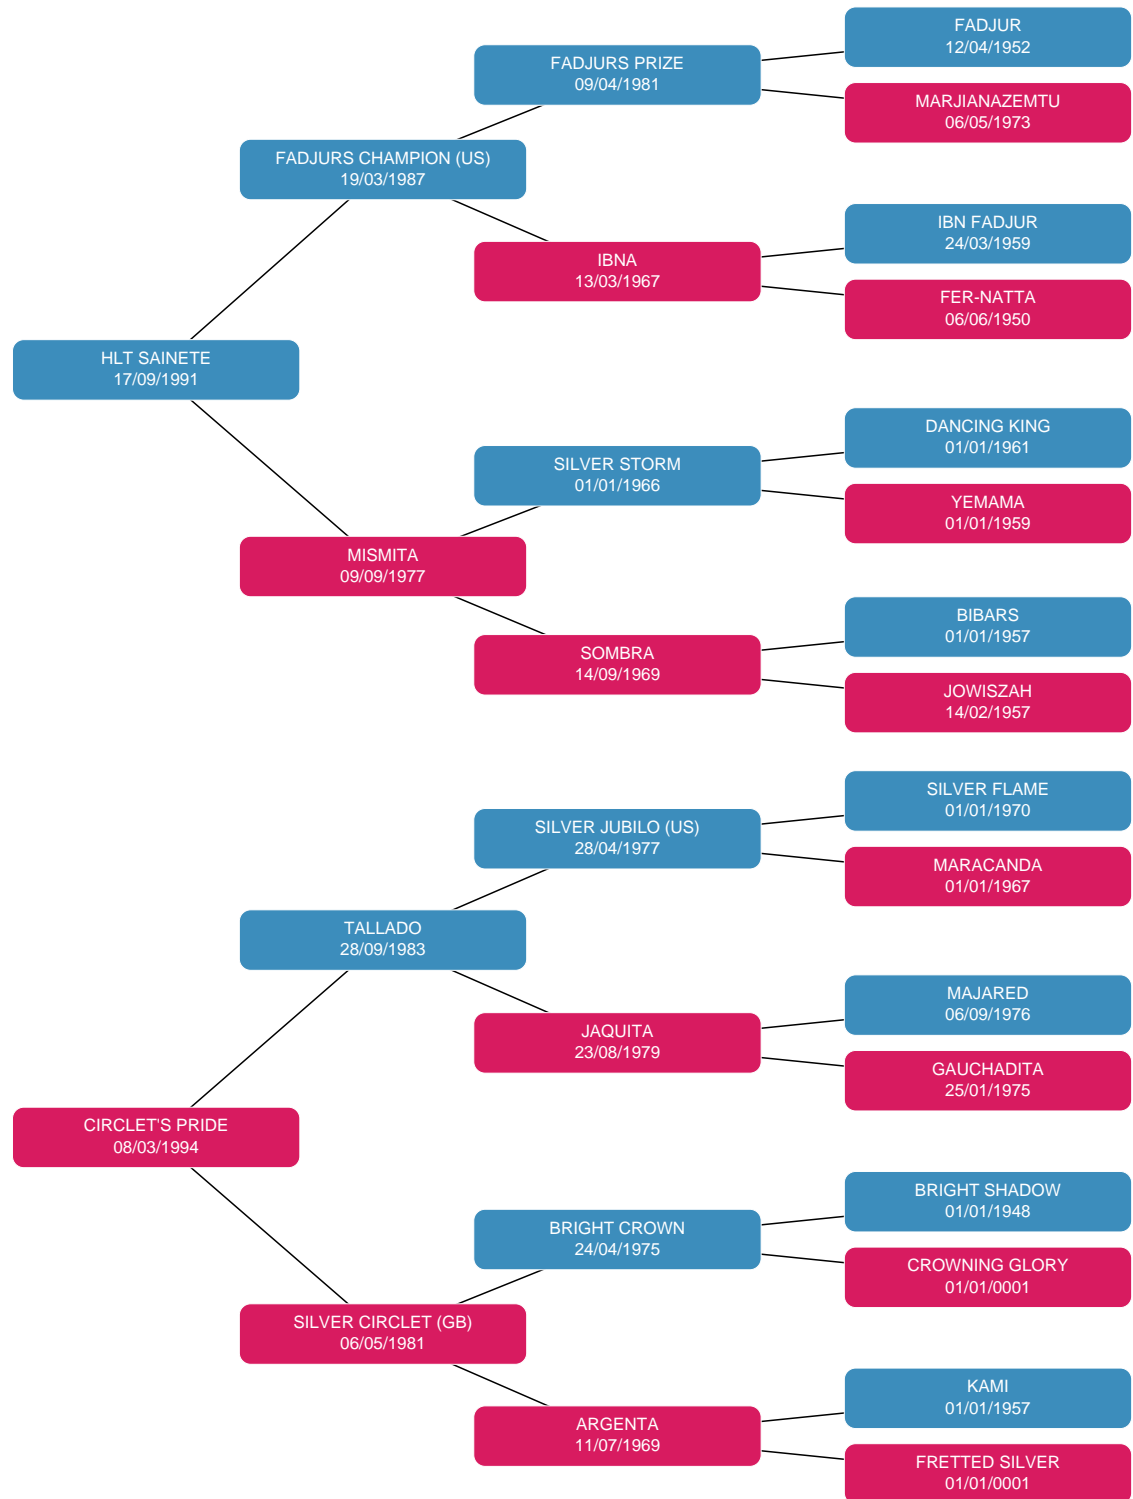 FADJUR
12/04/1952
FADJURS PRIZE
09/04/1981
MARJIANAZEMTU
06/05/1973
FADJURS CHAMPION (US)
19/03/1987
IBN FADJUR
24/03/1959
IBNA
13/03/1967
FER-NATTA
06/06/1950
HLT SAINETE
17/09/1991
DANCING KING
01/01/1961
SILVER STORM
01/01/1966
YEMAMA
01/01/1959
MISMITA
09/09/1977
BIBARS
01/01/1957
SOMBRA
14/09/1969
JOWISZAH
14/02/1957
SILVER FLAME
01/01/1970
SILVER JUBILO (US)
28/04/1977
MARACANDA
01/01/1967
TALLADO
28/09/1983
MAJARED
06/09/1976
JAQUITA
23/08/1979
GAUCHADITA
25/01/1975
CIRCLET'S PRIDE
08/03/1994
BRIGHT SHADOW
01/01/1948
BRIGHT CROWN
24/04/1975
CROWNING GLORY
01/01/0001
SILVER CIRCLET (GB)
06/05/1981
KAMI
01/01/1957
ARGENTA
11/07/1969
FRETTED SILVER
01/01/0001